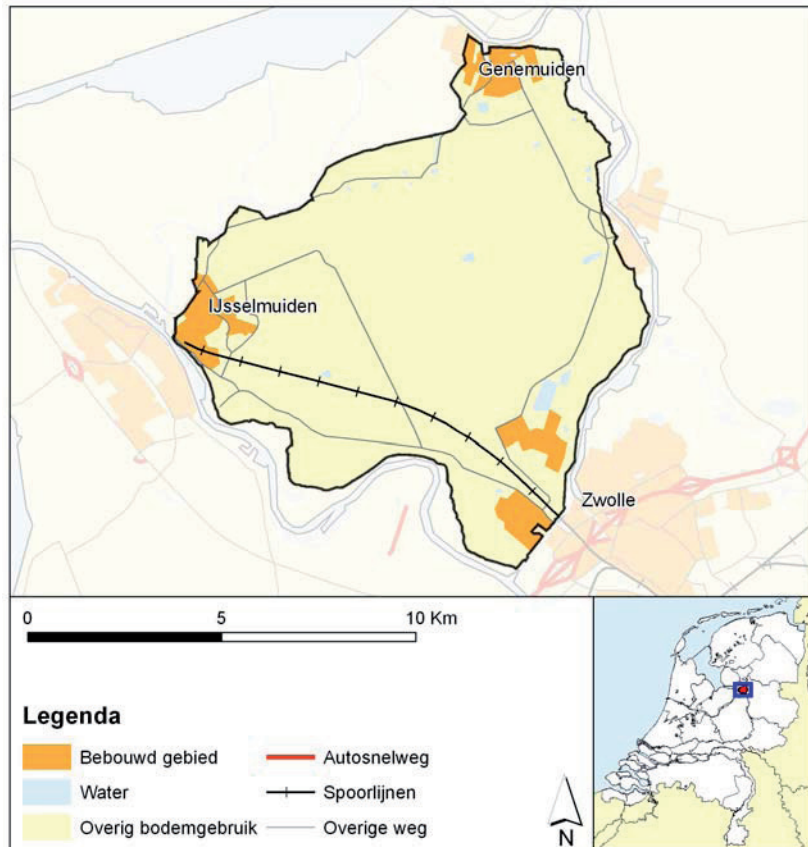 Genemuiden
IJsselmuiden
Zwolle
0 5 10 Km
Legenda
Bebouwd gebied
Autosnelweg
Water
Spoorlijnen
Overig bodemgebruik
Overige weg
N